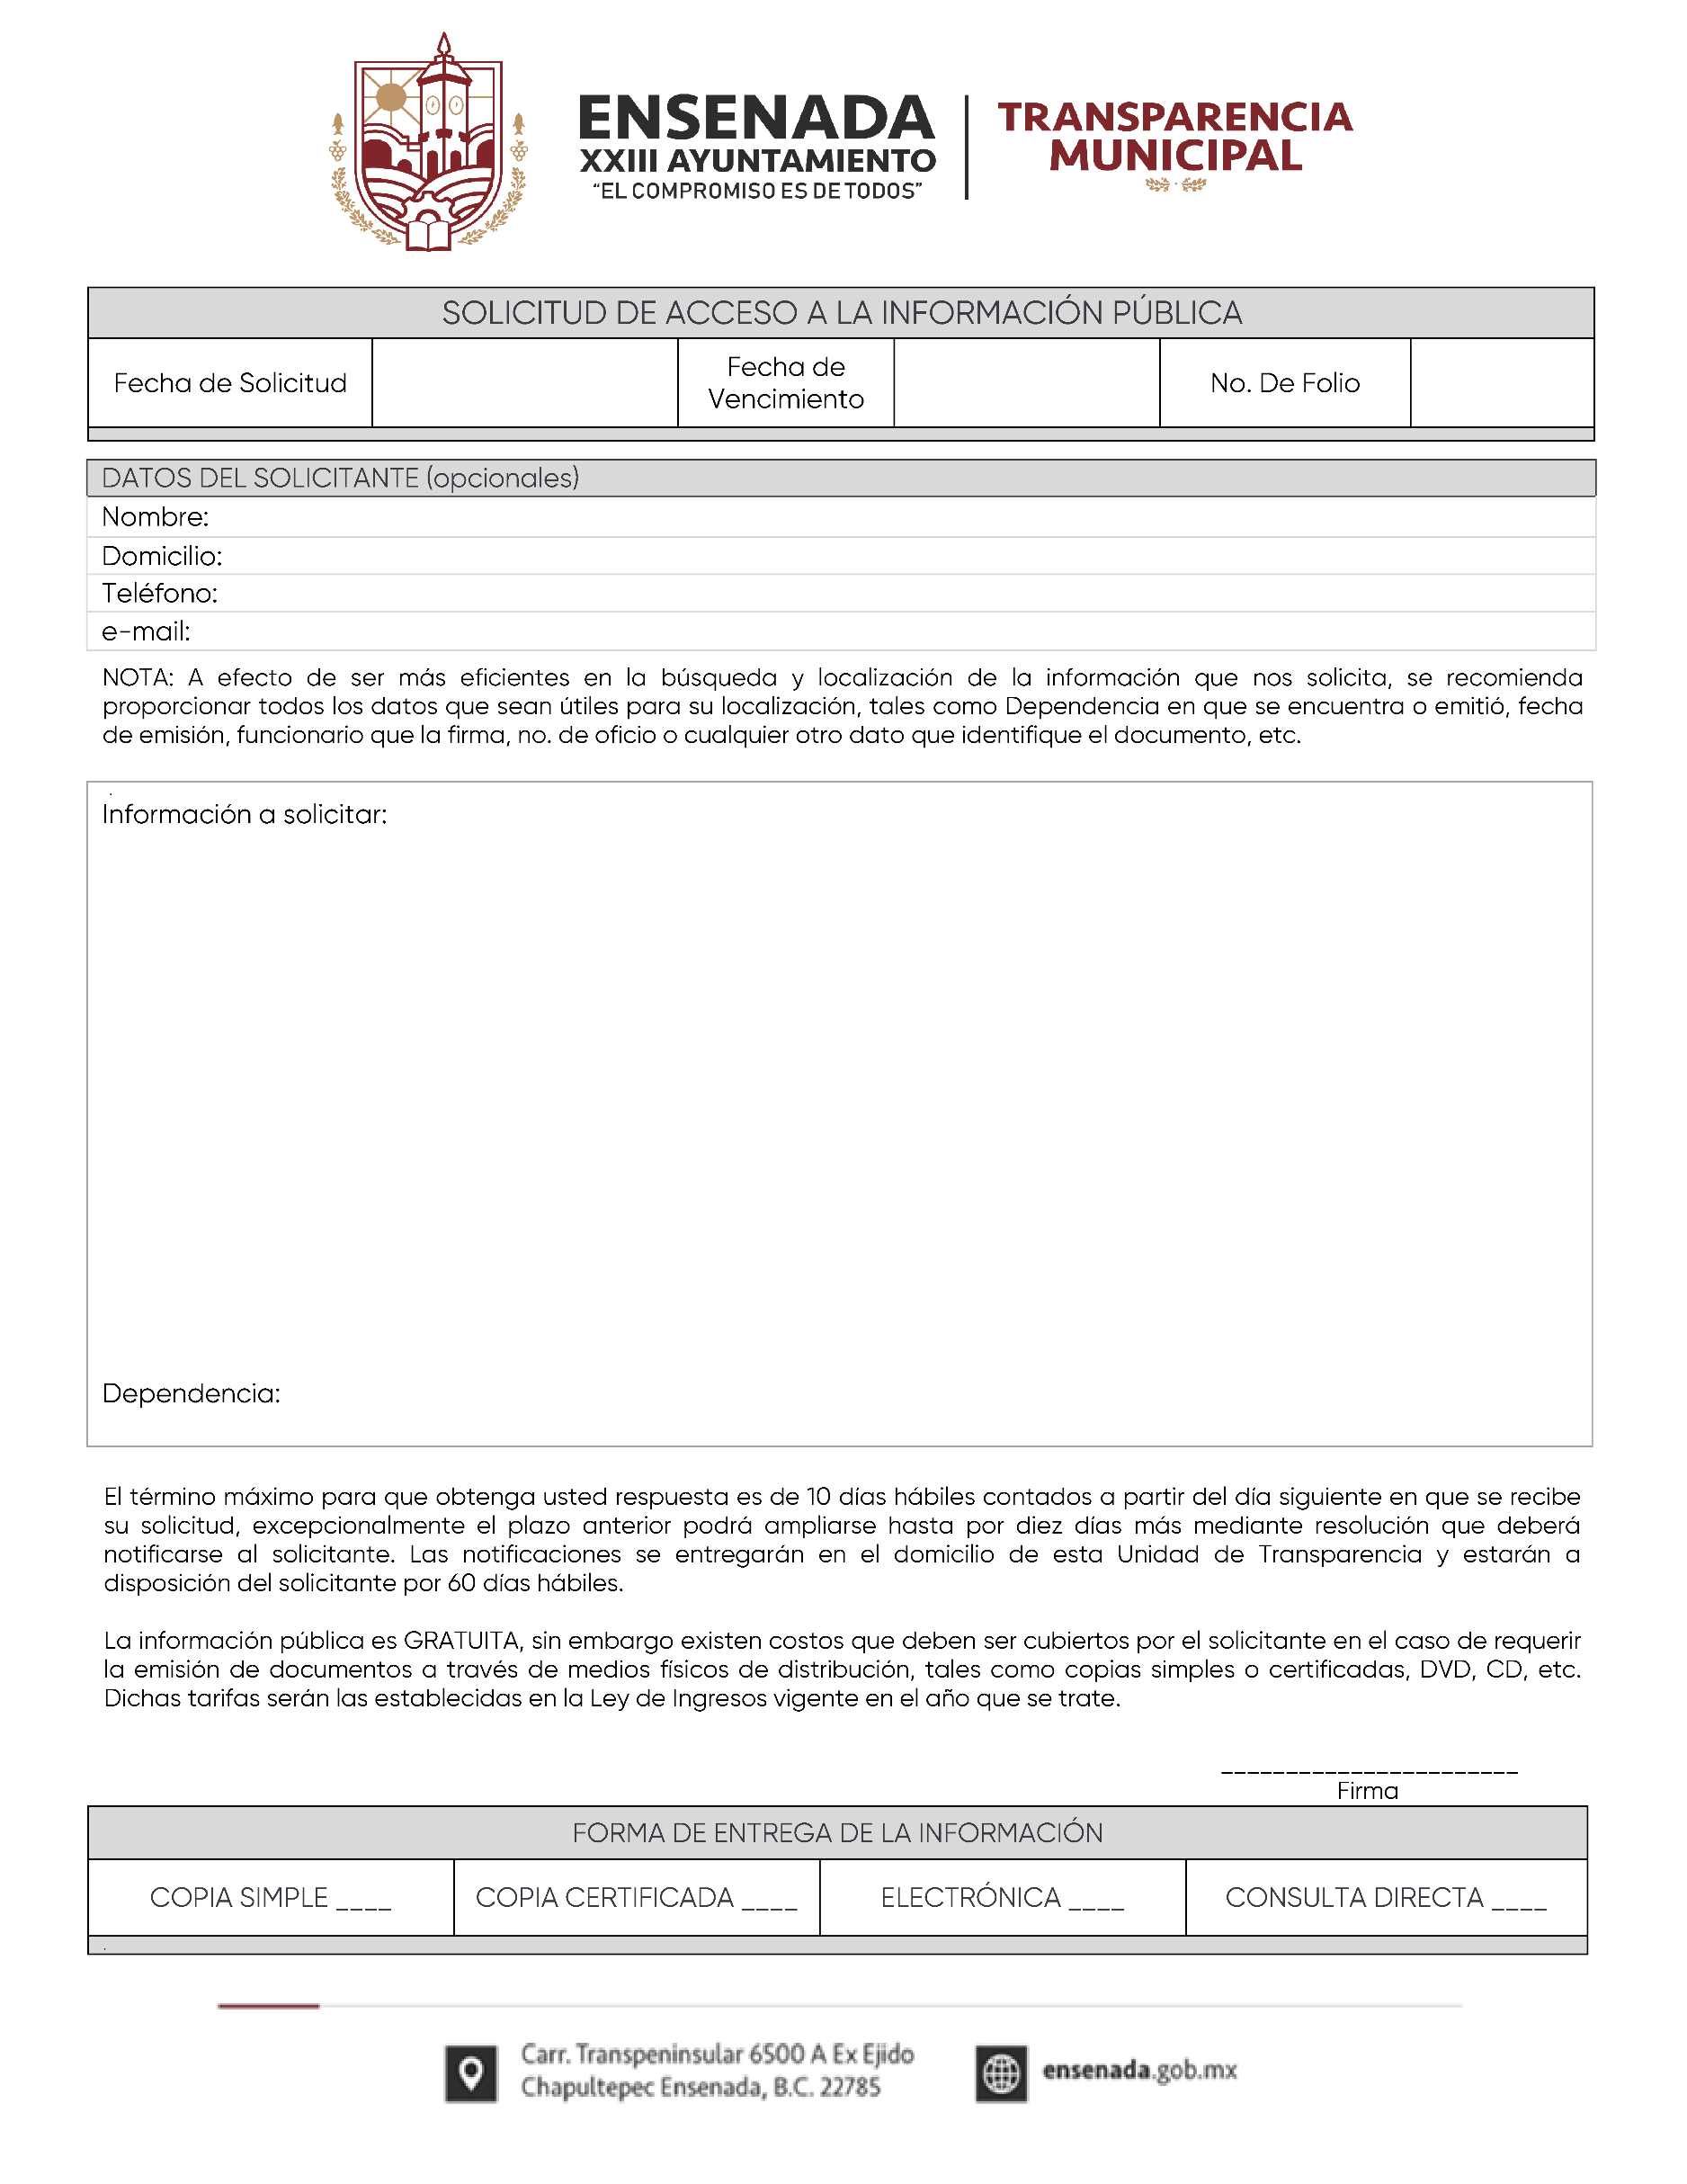 ENSENADA
XXIII AYUNTAMIENTO
“EL COMPROMISO ES DE TODOS”
TRANSPARENCIA
MUNICIPAL
SOLICITUD DE ACCESO A LA INFORMACIÓN PÚBLICA
Fecha de Solicitud
Fecha de
Vencimiento
No. De Folio
DATOS DEL SOLICITANTE (opcionales)
Nombre:
Domicilio:
Teléfono:
e-mail:
NOTA: A efecto de ser más eficientes en la búsqueda y localización de la información que nos solicita, se recomienda
proporcionar todos los datos que sean útiles para su localización, tales como Dependencia en que se encuentra o emitió, fecha
de emisión, funcionario que la firma, no. de oficio o cualquier otro dato que identifique el documento, etc.
.
Información a solicitar:
Dependencia:
El término máximo para que obtenga usted respuesta es de 10 días hábiles contados a partir del día siguiente en que se recibe
su solicitud, excepcionalmente el plazo anterior podrá ampliarse hasta por diez días más mediante resolución que deberá
notificarse al solicitante. Las notificaciones se entregarán en el domicilio de esta Unidad de Transparencia y estarán a
disposición del solicitante por 60 días hábiles.
La información pública es GRATUITA, sin embargo existen costos que deben ser cubiertos por el solicitante en el caso de requerir
la emisión de documentos a través de medios físicos de distribución, tales como copias simples o certificadas, DVD, CD, etc.
Dichas tarifas serán las establecidas en la Ley de Ingresos vigente en el año que se trate.
_______________________
Firma
FORMA DE ENTREGA DE LA INFORMACIÓN
COPIA SIMPLE ____
COPIA CERTIFICADA ____
ELECTRÓNICA ____
CONSULTA DIRECTA ____
.
Carr. Transpeninsular 6500 A Ex Ejido
Chapultepec Ensenada, B.C. 22785
ensenada.gob.mx